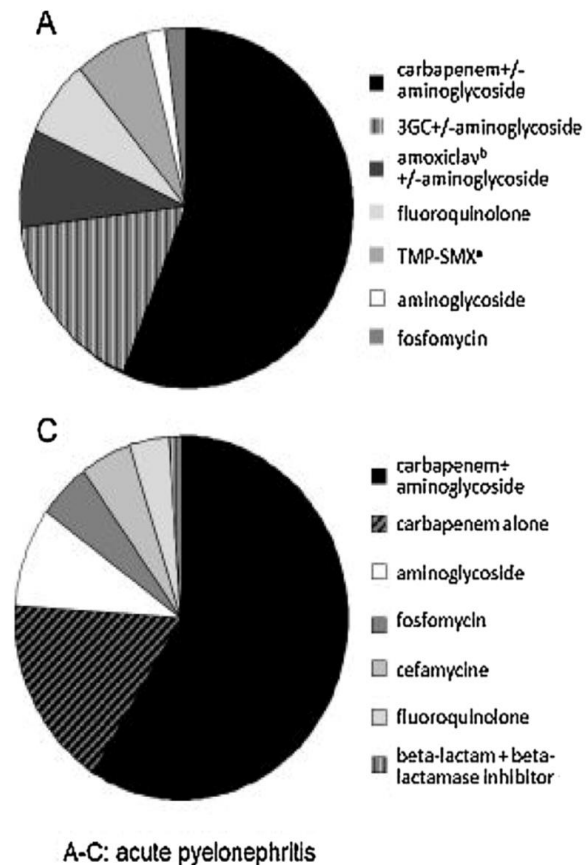 A
carbapenem+/-
aminoglycoside
3GC+/-aminoglycoside
amoxiclavᵇ
+/-aminoglycoside
fluoroquinolone
TMP-SMXᵃ
aminoglycoside
fosfomycin
C
carbapenem+
aminoglycoside
carbapenem alone
aminoglycoside
fosfomycin
cefamycine
fluoroquinolone
beta-lactam + beta-
lactamase inhibitor
A-C: acute pyelonephritis